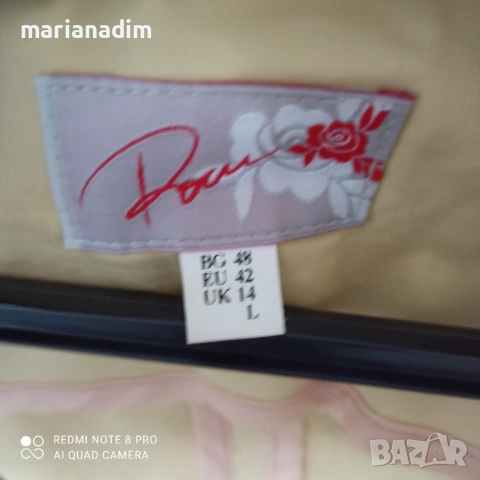 marianadim
BG 48
EU 42
UK 14
L
REDMI NOTE 8 PRO
AI QUAD CAMERA
BAZAR